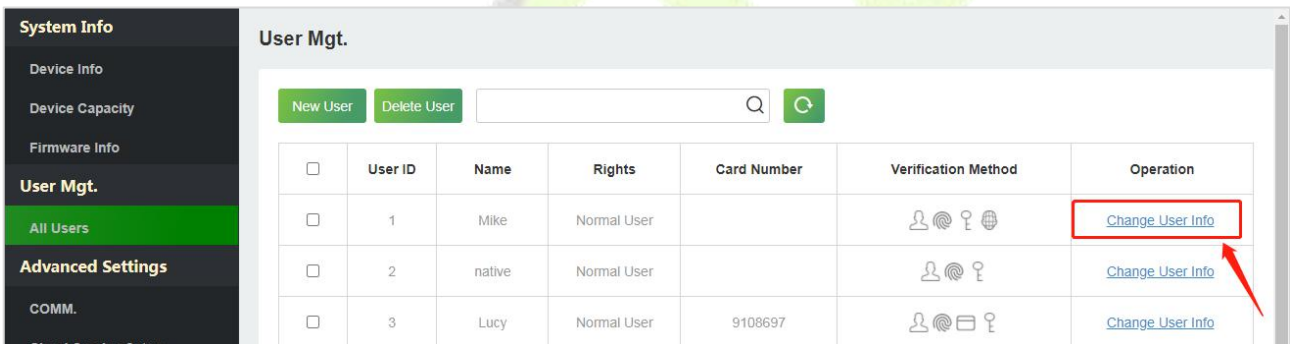 System Info
Device Info
Device Capacity
Firmware Info
User Mgt.
All Users
Advanced Settings
COMM.
User Mgt.
New User Delete User
User ID Name Rights Card Number Verification Method Operation
1 Mike Normal User Change User Info
2 native Normal User Change User Info
3 Lucy Normal User 9108697 Change User Info